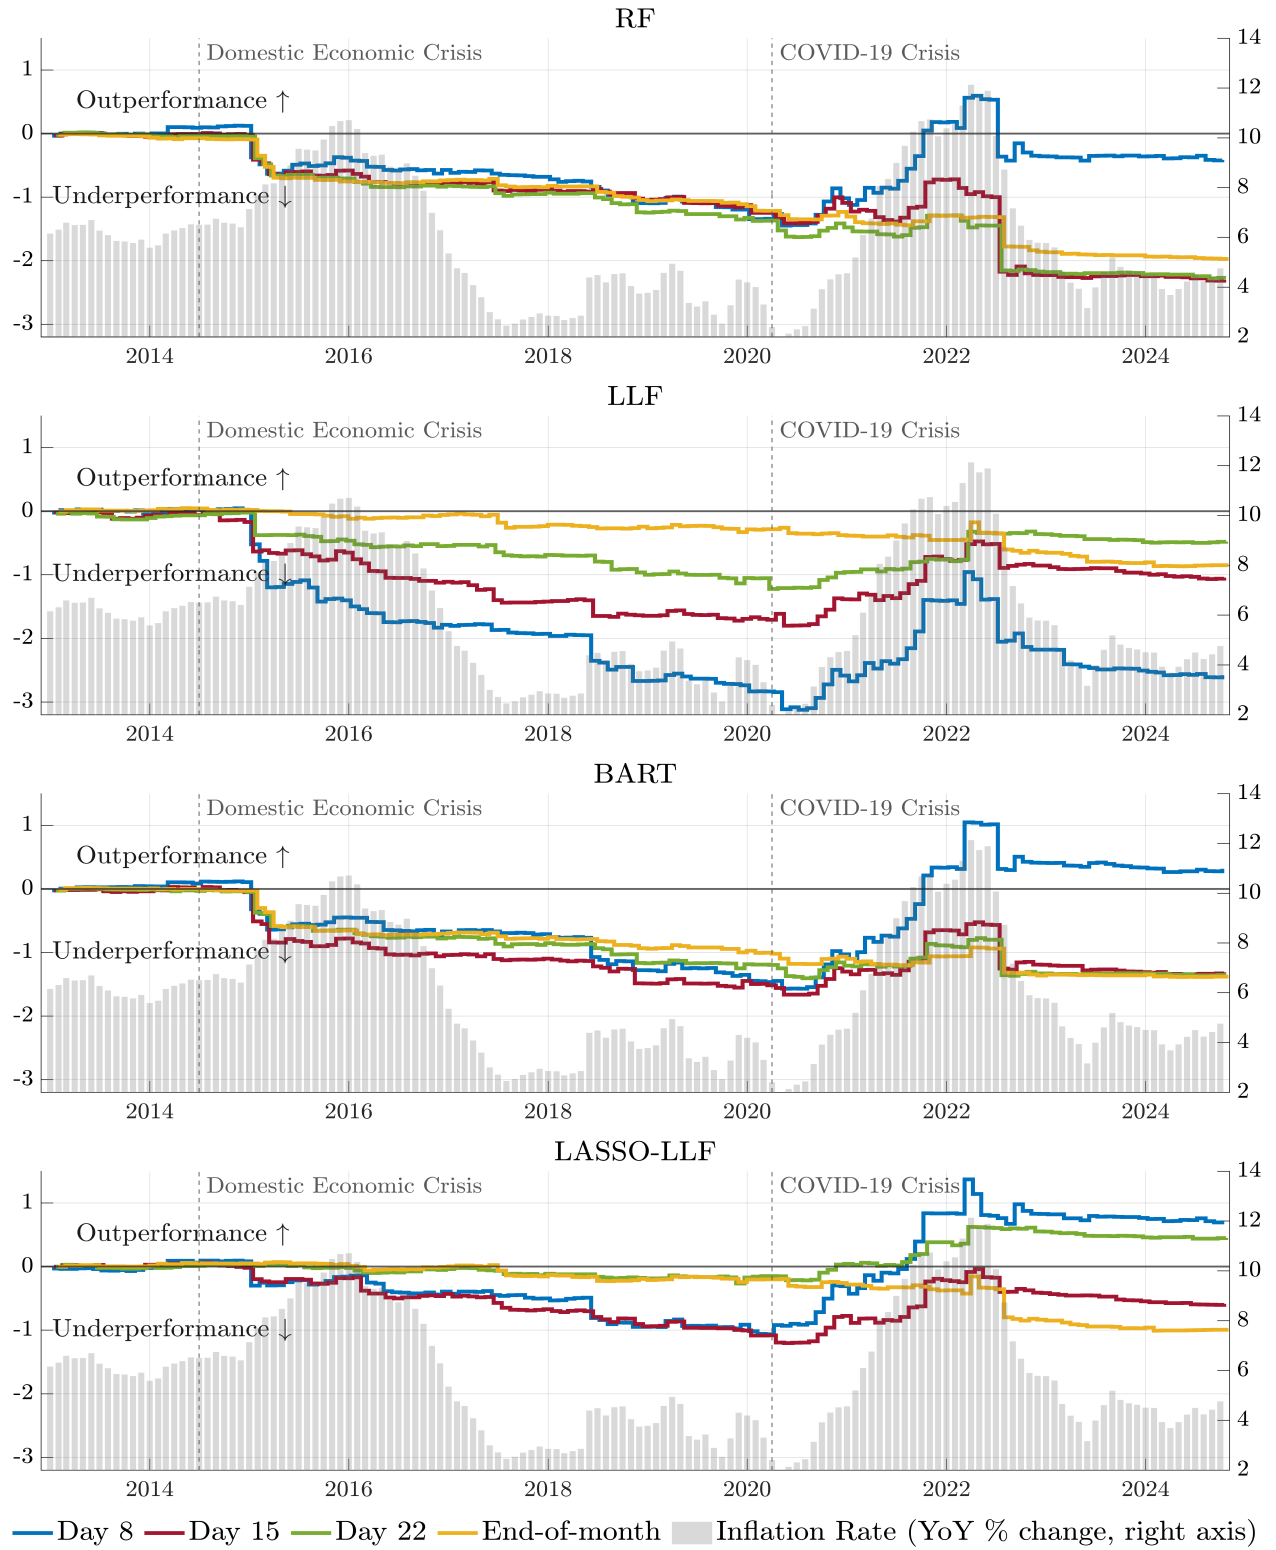 RF
Domestic Economic Crisis
COVID-19 Crisis
Outperformance ↑
Underperformance ↓
1
0
-1
-2
-3
14
12
10
8
6
4
2
2014 2016 2018 2020 2022 2024
LLF
Domestic Economic Crisis
COVID-19 Crisis
Outperformance ↑
Underperformance ↓
1
0
-1
-2
-3
14
12
10
8
6
4
2
2014 2016 2018 2020 2022 2024
BART
Domestic Economic Crisis
COVID-19 Crisis
Outperformance ↑
Underperformance ↓
1
0
-1
-2
-3
14
12
10
8
6
4
2
2014 2016 2018 2020 2022 2024
LASSO-LLF
Domestic Economic Crisis
COVID-19 Crisis
Outperformance ↑
Underperformance ↓
1
0
-1
-2
-3
14
12
10
8
6
4
2
2014 2016 2018 2020 2022 2024
Day 8 Day 15 Day 22 End-of-month Inflation Rate (YoY % change, right axis)